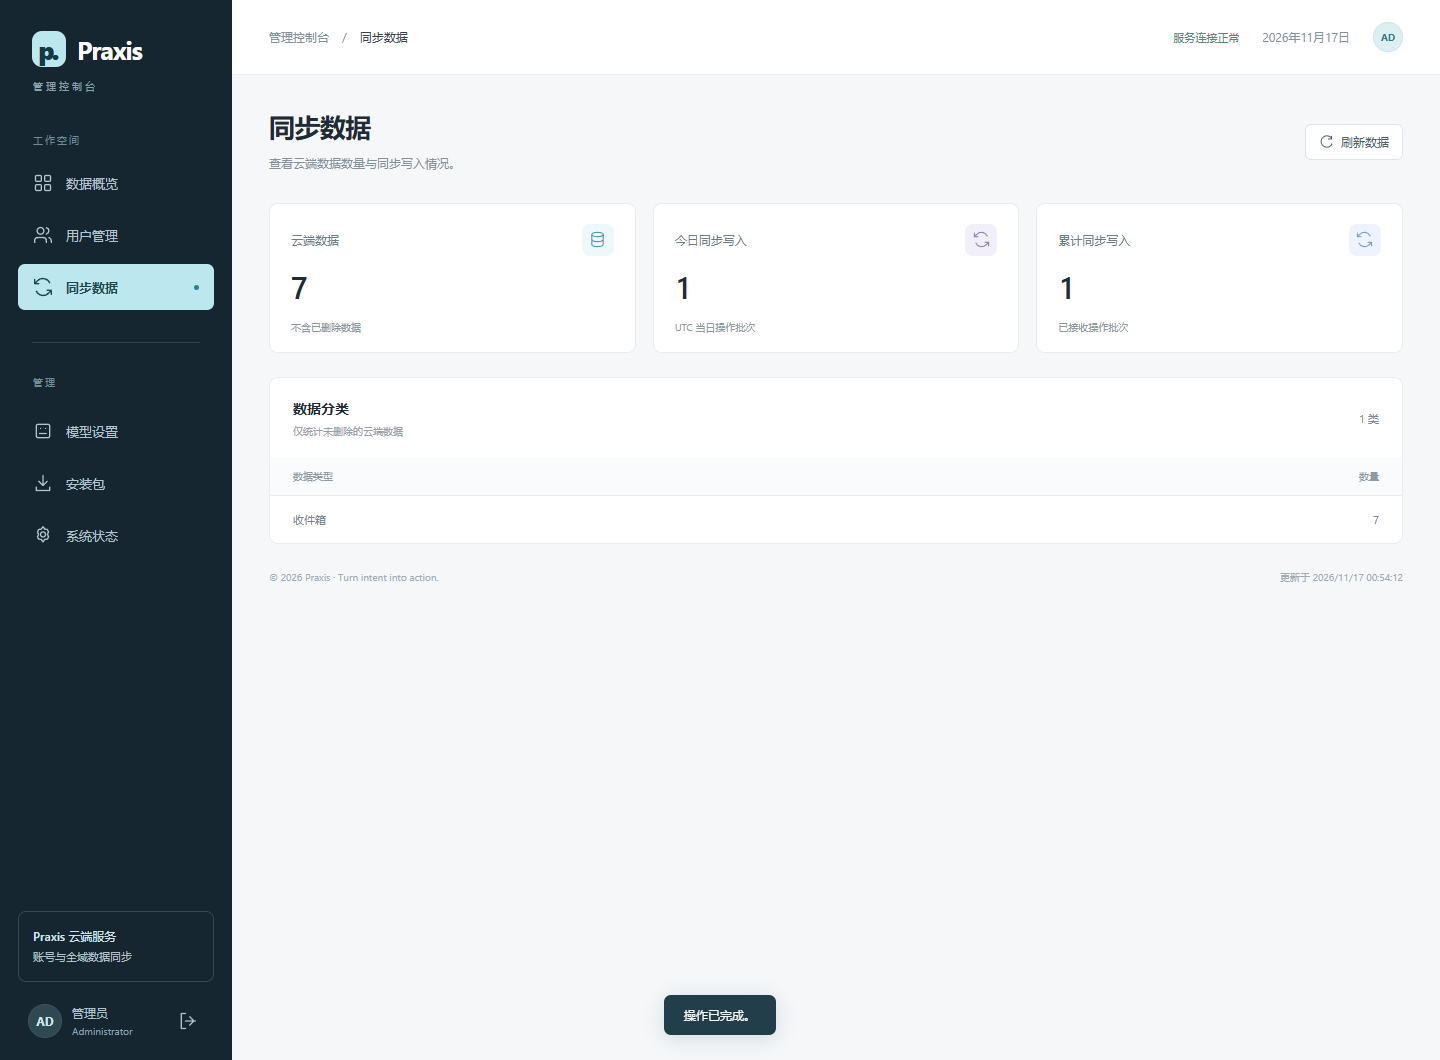 p. Praxis
管理控制台
工作空间
数据概览
用户管理
同步数据
管理
模型设置
安装包
系统状态
Praxis 云端服务
账号与全域数据同步
AD
管理员
Administrator
管理控制台 / 同步数据
服务连接正常
2026年11月17日
AD
同步数据
查看云端数据数量与同步写入情况。
刷新数据
云端数据
7
不含已删除数据
今日同步写入
1
UTC 当日操作批次
累计同步写入
1
已接收操作批次
数据分类
仅统计未删除的云端数据
1 类
数据类型 数量
收件箱 7
© 2026 Praxis · Turn intent into action.
更新于 2026/11/17 00:54:12
操作已完成。